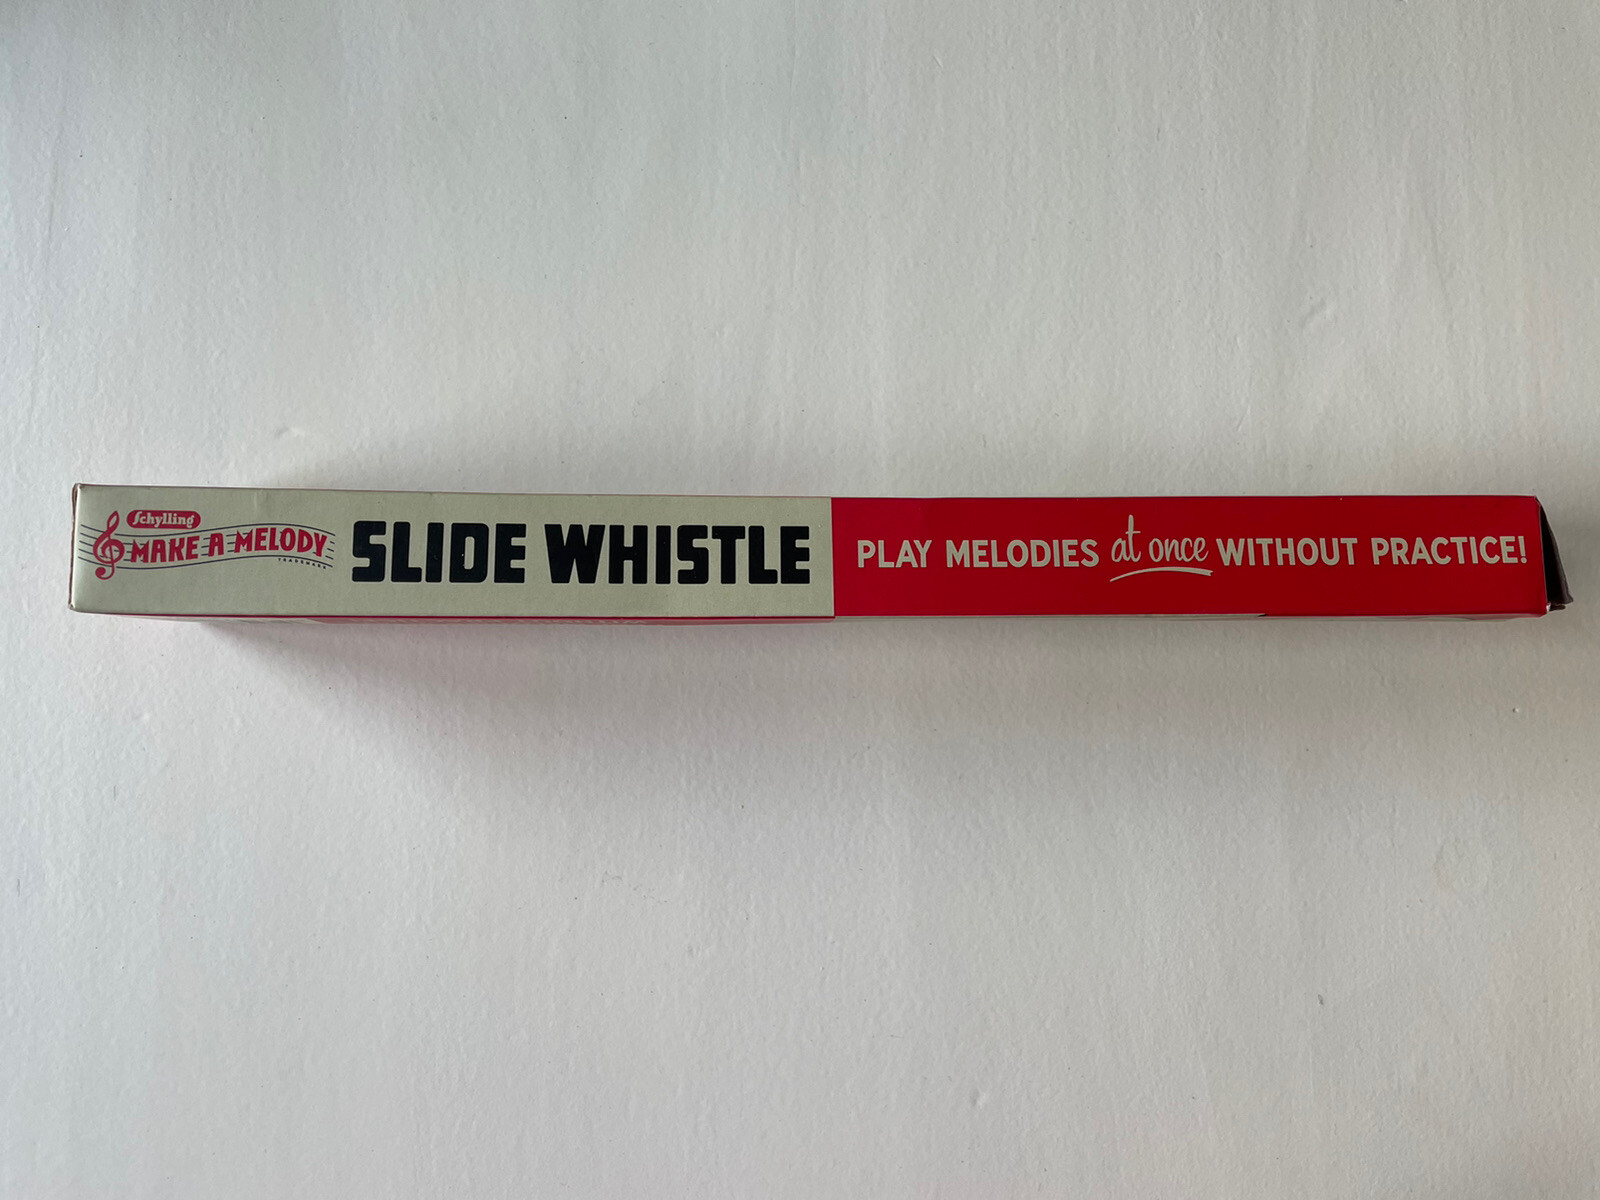 Schylling
MAKE A MELODY
TRADEMARK
SLIDE WHISTLE
PLAY MELODIES at once WITHOUT PRACTICE!